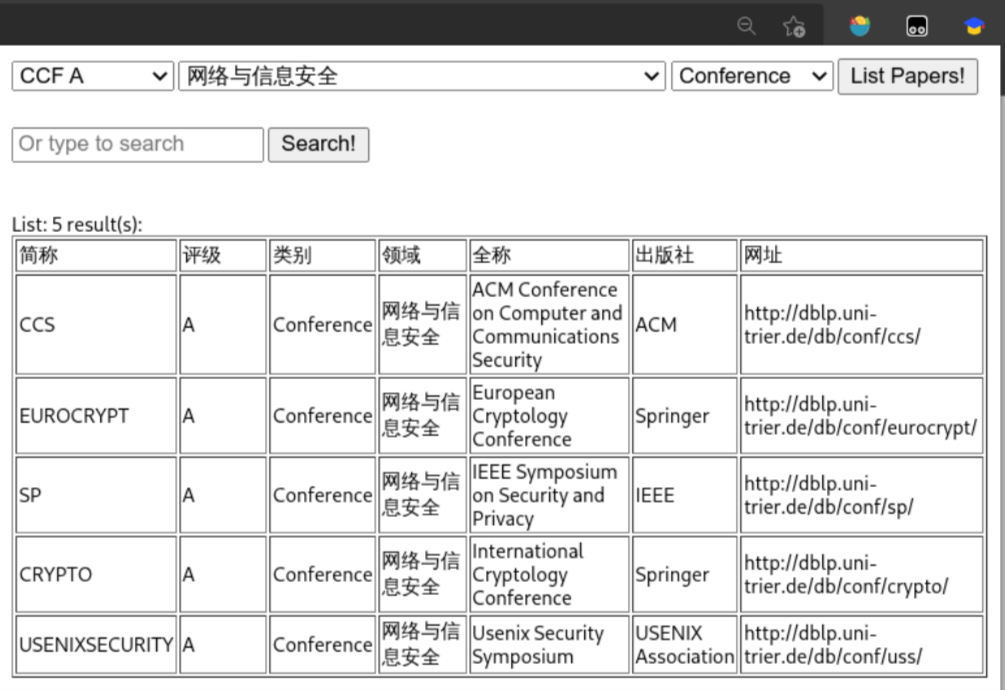 CCF A 网络与信息安全 Conference List Papers!
Or type to search Search!
List: 5 result(s):
简称 评级 类别 领域 全称 出版社 网址
CCS A Conference 网络与信息安全 ACM Conference on Computer and Communications Security ACM http://dblp.uni-trier.de/db/conf/ccs/
EUROCRYPT A Conference 网络与信息安全 European Cryptology Conference Springer http://dblp.uni-trier.de/db/conf/eurocrypt/
SP A Conference 网络与信息安全 IEEE Symposium on Security and Privacy IEEE http://dblp.uni-trier.de/db/conf/sp/
CRYPTO A Conference 网络与信息安全 International Cryptology Conference Springer http://dblp.uni-trier.de/db/conf/crypto/
USENIXSECURITY A Conference 网络与信息安全 Usenix Security Symposium USENIX Association http://dblp.uni-trier.de/db/conf/uss/